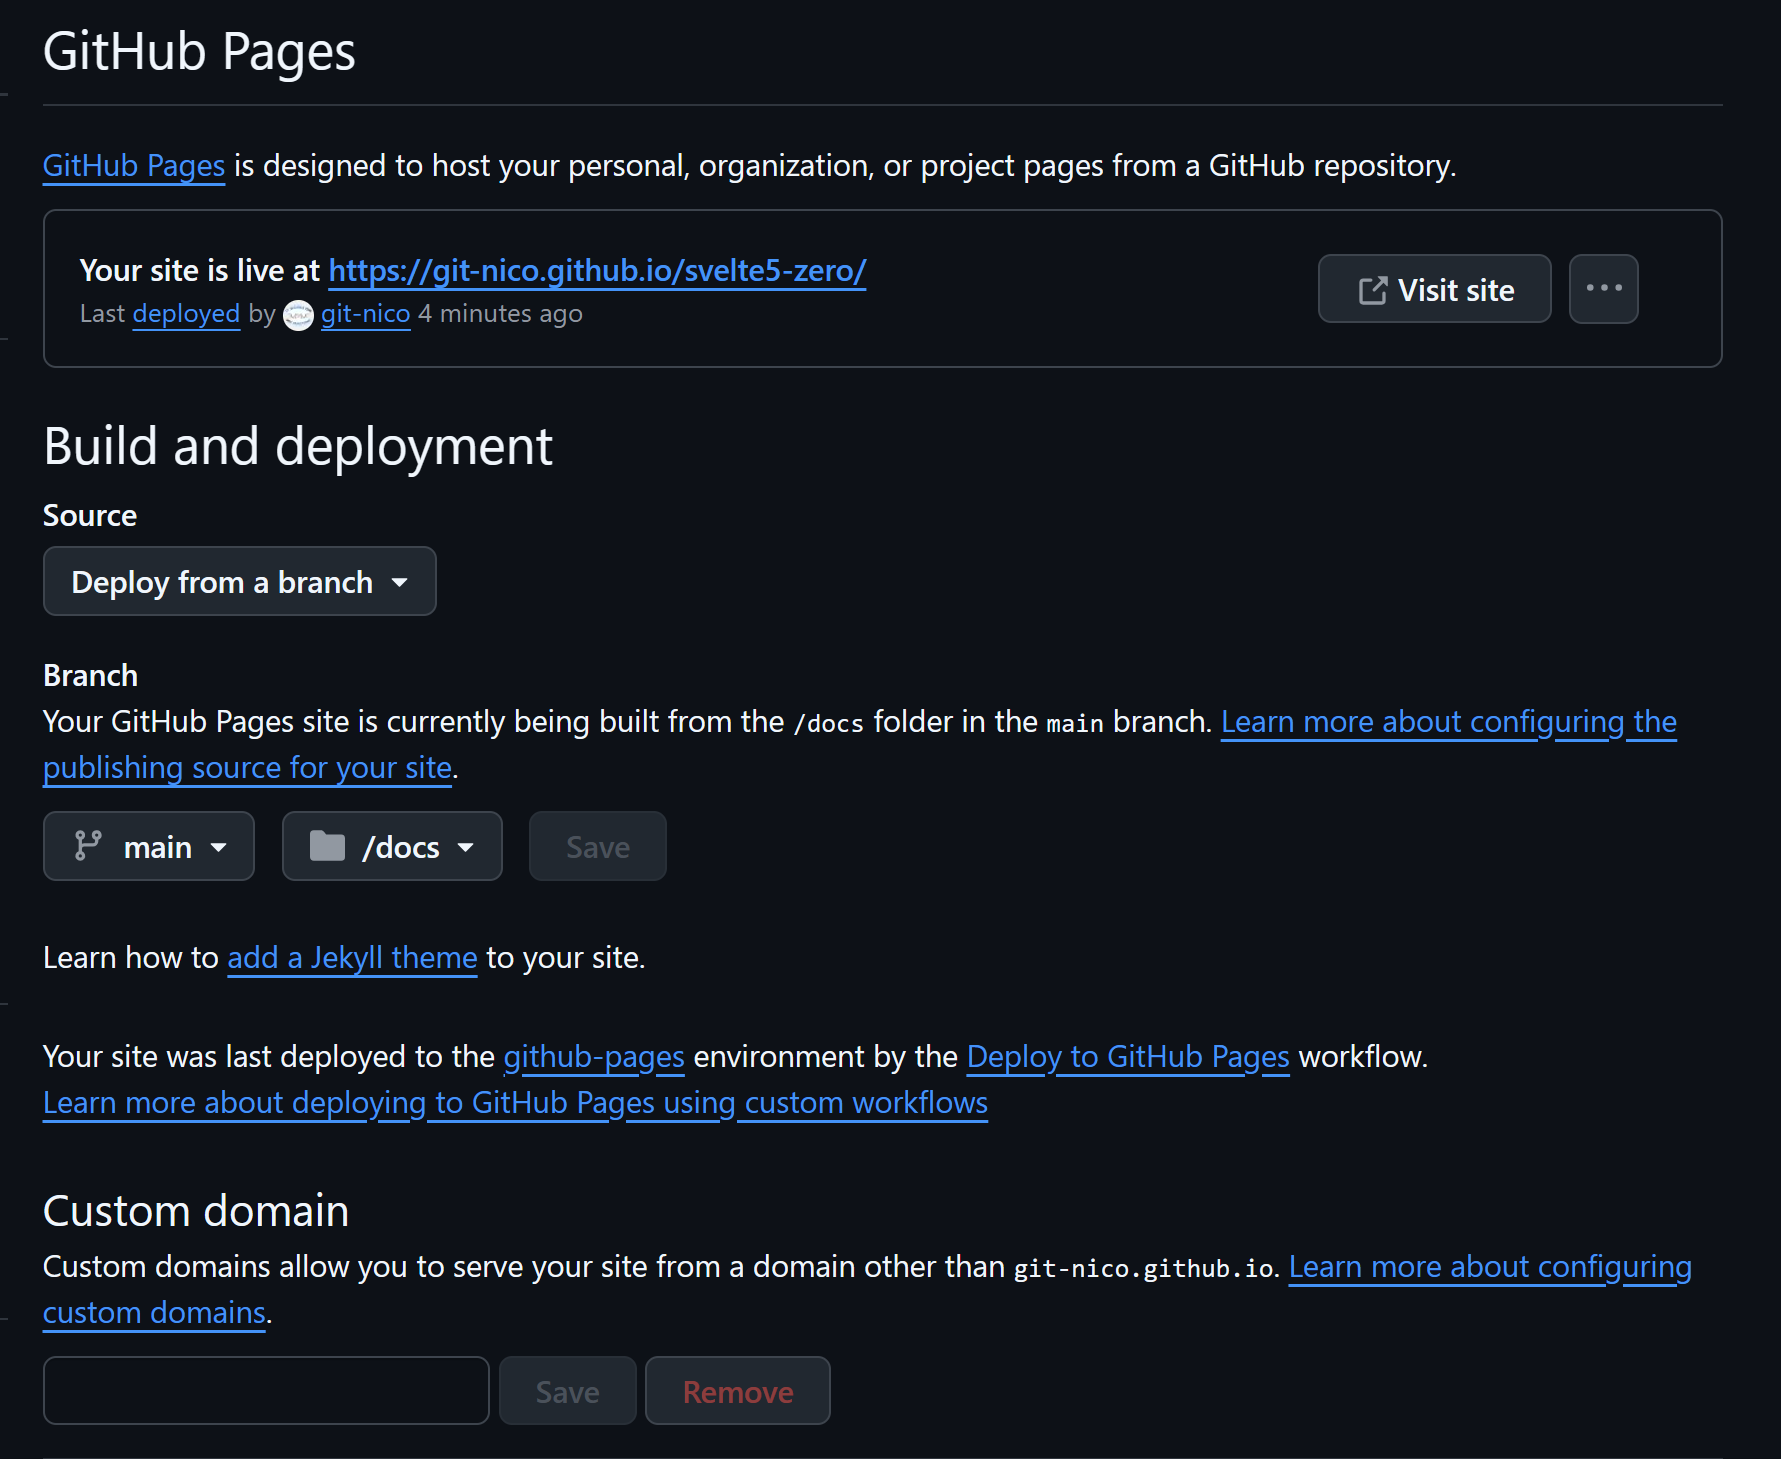 GitHub Pages
GitHub Pages is designed to host your personal, organization, or project pages from a GitHub repository.
Your site is live at https://git-nico.github.io/svelte5-zero/
Last deployed by git-nico 4 minutes ago
Visit site
Build and deployment
Source
Deploy from a branch
Branch
Your GitHub Pages site is currently being built from the /docs folder in the main branch. Learn more about configuring the
publishing source for your site.
main /docs Save
Learn how to add a Jekyll theme to your site.
Your site was last deployed to the github-pages environment by the Deploy to GitHub Pages workflow.
Learn more about deploying to GitHub Pages using custom workflows
Custom domain
Custom domains allow you to serve your site from a domain other than git-nico.github.io. Learn more about configuring
custom domains.
Save Remove